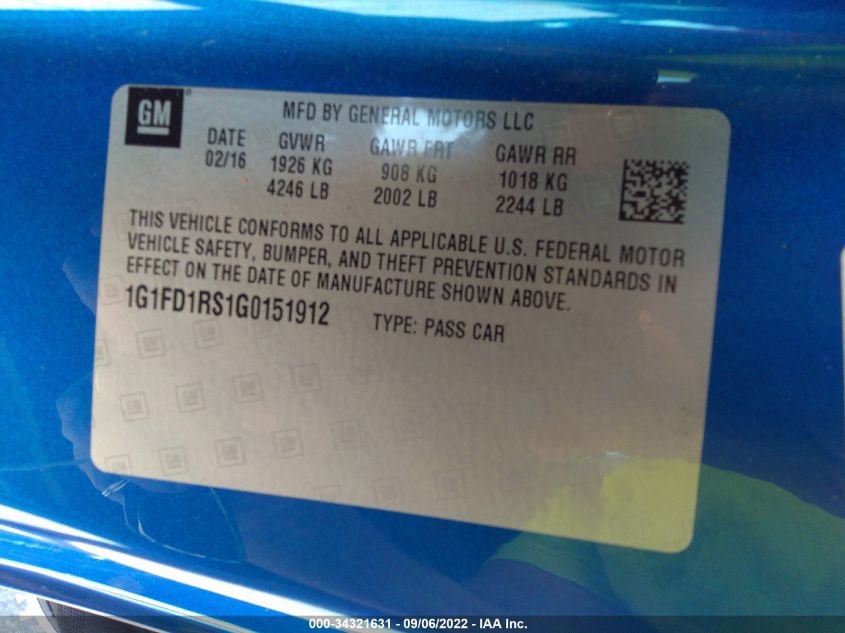 GM
MFD BY GENERAL MOTORS LLC
DATE GVWR GAWR FRT GAWR RR
02/16 1926 KG 908 KG 1018 KG
4246 LB 2002 LB 2244 LB
THIS VEHICLE CONFORMS TO ALL APPLICABLE U.S. FEDERAL MOTOR
VEHICLE SAFETY, BUMPER, AND THEFT PREVENTION STANDARDS IN
EFFECT ON THE DATE OF MANUFACTURE SHOWN ABOVE.
1G1FD1RS1G0151912 TYPE: PASS CAR
000-34321631 - 09/06/2022 - IAA Inc.